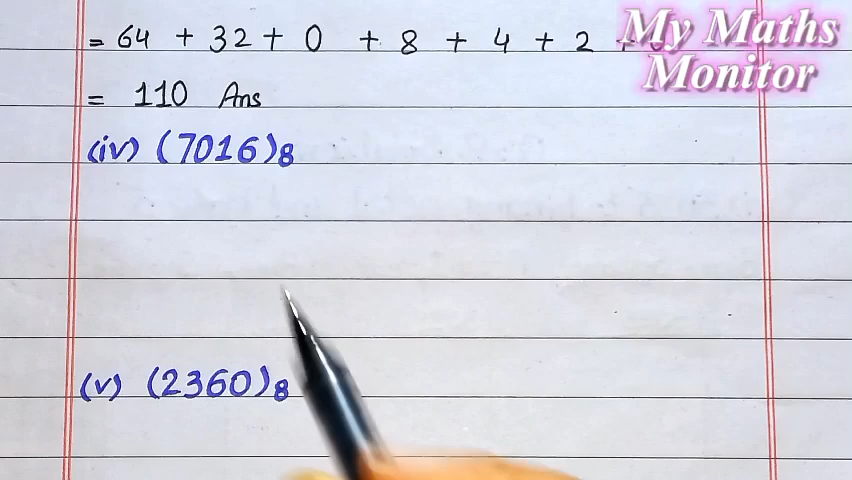 = 64 + 32 + 0 + 8 + 4 + 2 +
My Maths Monitor
= 110 Ans
(iv) (7016)8
(v) (2360)8